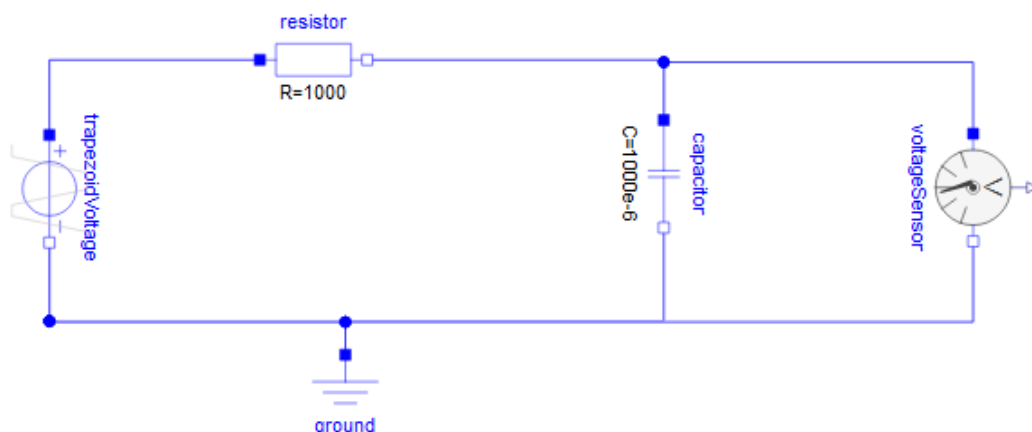 resistor
R=1000
trapezoidVoltage
+
−
C=1000e-6
capacitor
voltageSensor
V
ground